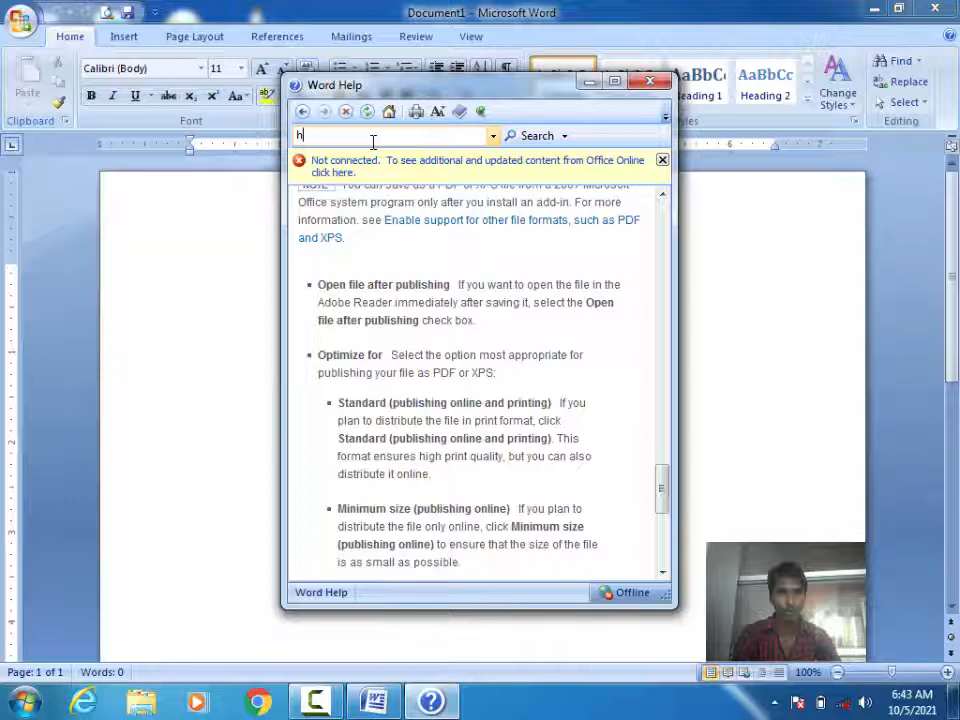 Document1 - Microsoft Word
Home Insert Page Layout References Mailings Review View
Paste
Calibri (Body) 11
B I U abc X₂ X² Aa
Clipboard Font
AaBbCc AaBbCc
Heading 1 Heading 2
Change
Styles
Find
Replace
Select
Word Help
h
Search
Not connected. To see additional and updated content from Office Online
click here.
NOTE You can save as a PDF or XPS file from a 2007 Microsoft
Office system program only after you install an add-in. For more
information, see Enable support for other file formats, such as PDF
and XPS.
Open file after publishing If you want to open the file in the
Adobe Reader immediately after saving it, select the Open
file after publishing check box.
Optimize for Select the option most appropriate for
publishing your file as PDF or XPS:
Standard (publishing online and printing) If you
plan to distribute the file in print format, click
Standard (publishing online and printing). This
format ensures high print quality, but you can also
distribute it online.
Minimum size (publishing online) If you plan to
distribute the file only online, click Minimum size
(publishing online) to ensure that the size of the file
is as small as possible.
Word Help Offline
Page: 1 of 1 Words: 0 100%
6:43 AM
10/5/2021